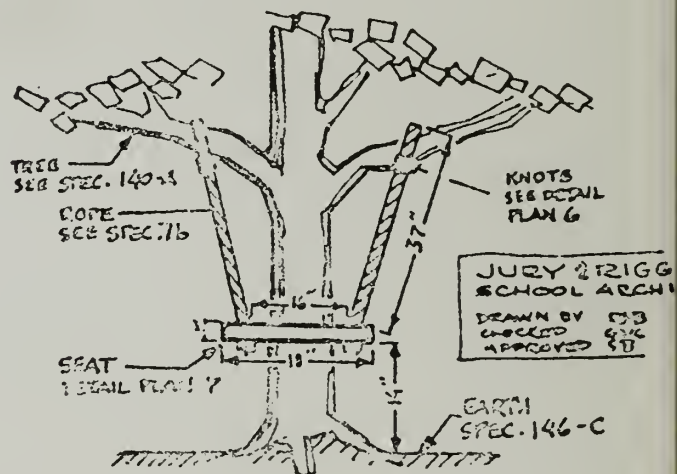 TREE
SEE SPEC. 140-A
ROPE
SEE SPEC. 76
KNOTS
SEE DETAIL
PLAN 6
37"
16"
18"
SEAT
DETAIL PLAN 7
JURY & RIGG
SCHOOL ARCHI
DRAWN BY
CHECKED
APPROVED
EARTH
SPEC. 146-C